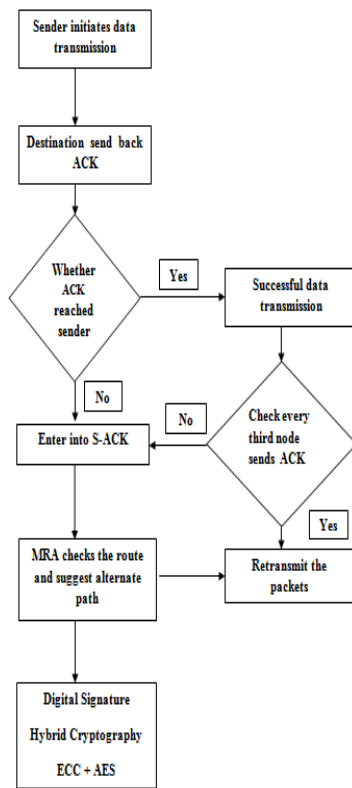 Sender initiates data
transmission
Destination send back
ACK
Whether
ACK
reached
sender
Yes
Successful data
transmission
No
Enter into S-ACK
No
Check every
third node
sends ACK
Yes
MRA checks the route
and suggest alternate
path
Retransmit the
packets
Digital Signature
Hybrid Cryptography
ECC + AES